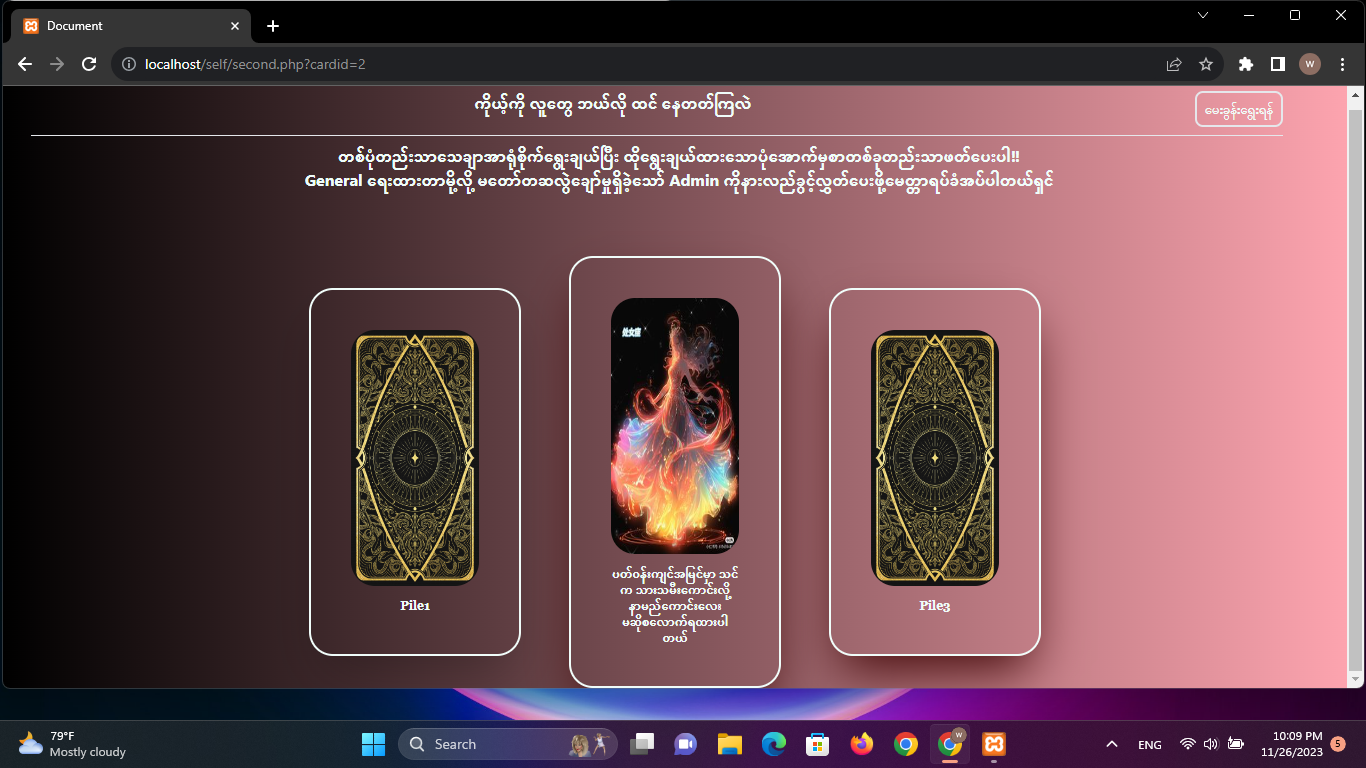 Document
localhost/self/second.php?cardid=2
W
ကိုယ့်ကို လူတွေ ဘယ်လို ထင် နေတတ်ကြလဲ
မေးခွန်းရွေးရန်
တစ်ပုံတည်းသာသေချာအာရုံစိုက်ရွေးချယ်ပြီး ထိုရွေးချယ်ထားသောပုံအောက်မှစာတစ်ခုတည်းသာဖတ်ပေးပါ!!
General ရေးထားတာမို့လို့ မတော်တဆလွဲချော်မှုရှိခဲ့သော် Admin ကိုနားလည်ခွင့်လွှတ်ပေးဖို့မေတ္တာရပ်ခံအပ်ပါတယ်ရှင်
处女座
Pile1
ပတ်ဝန်းကျင်အမြင်မှာ သင်
က သားသမီးကောင်းလို့
နာမည်ကောင်းလေး
မဆိုစလောက်ရထားပါ
တယ်
Pile3
79°F
Mostly cloudy
Search
W
ENG
10:09 PM
11/26/2023
5